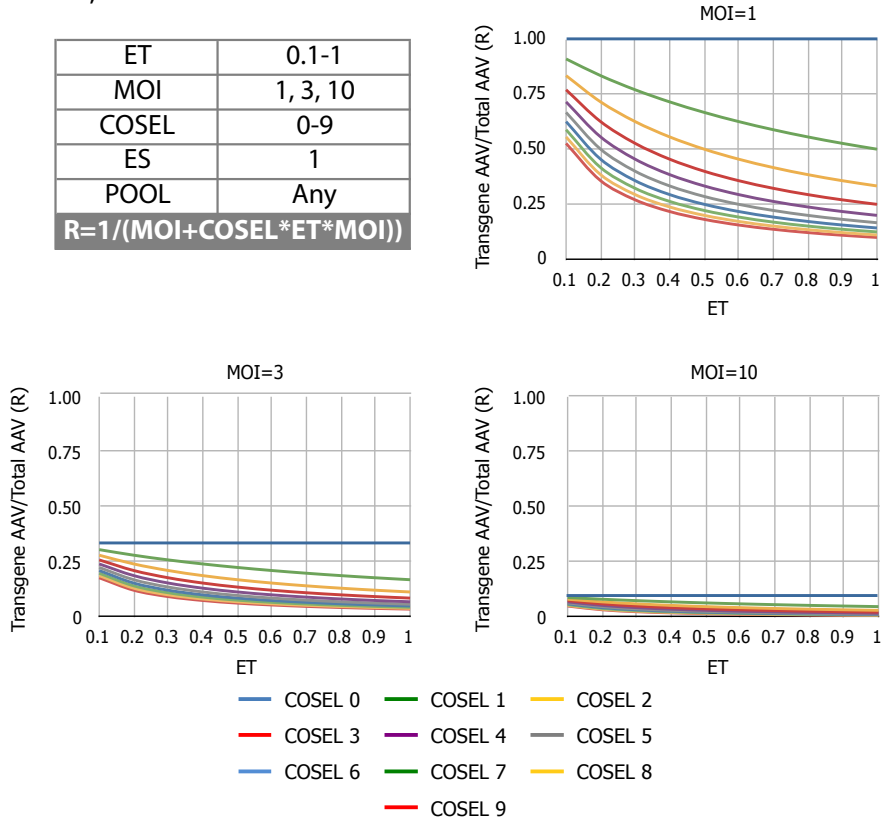 ET 0.1-1
MOI 1, 3, 10
COSEL 0-9
ES 1
POOL Any
R=1/(MOI+COSEL*ET*MOI))
MOI=1
Transgene AAV/Total AAV (R)
1.00
0.75
0.50
0.25
0
0.1 0.2 0.3 0.4 0.5 0.6 0.7 0.8 0.9 1
ET
MOI=3
Transgene AAV/Total AAV (R)
1.00
0.75
0.50
0.25
0
0.1 0.2 0.3 0.4 0.5 0.6 0.7 0.8 0.9 1
ET
MOI=10
Transgene AAV/Total AAV (R)
1.00
0.75
0.50
0.25
0
0.1 0.2 0.3 0.4 0.5 0.6 0.7 0.8 0.9 1
ET
COSEL 0 COSEL 1 COSEL 2
COSEL 3 COSEL 4 COSEL 5
COSEL 6 COSEL 7 COSEL 8
COSEL 9